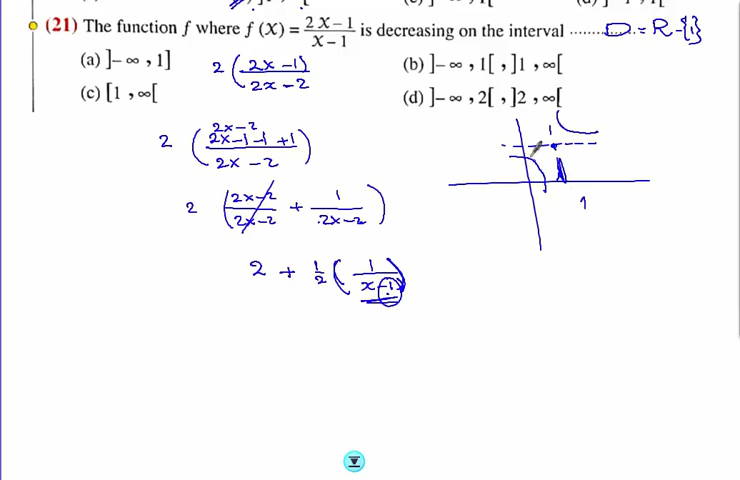 (21) The function f where f (X) = (2X−1)/(X−1) is decreasing on the interval ............ D = R-{1}
(a) ]−∞ , 1] (b) ]−∞ , 1[ , ]1 , ∞[
(c) [1 , ∞[ (d) ]−∞ , 2[ , ]2 , ∞[
2 ( (2x-1)/(2x-2) )
2x-2
2 ( (2x-1-1+1)/(2x-2) )
2 ( (2x-2)/(2x-2) + 1/(2x-2) )
2 + 1/2 ( 1/(x-1) )
1
1